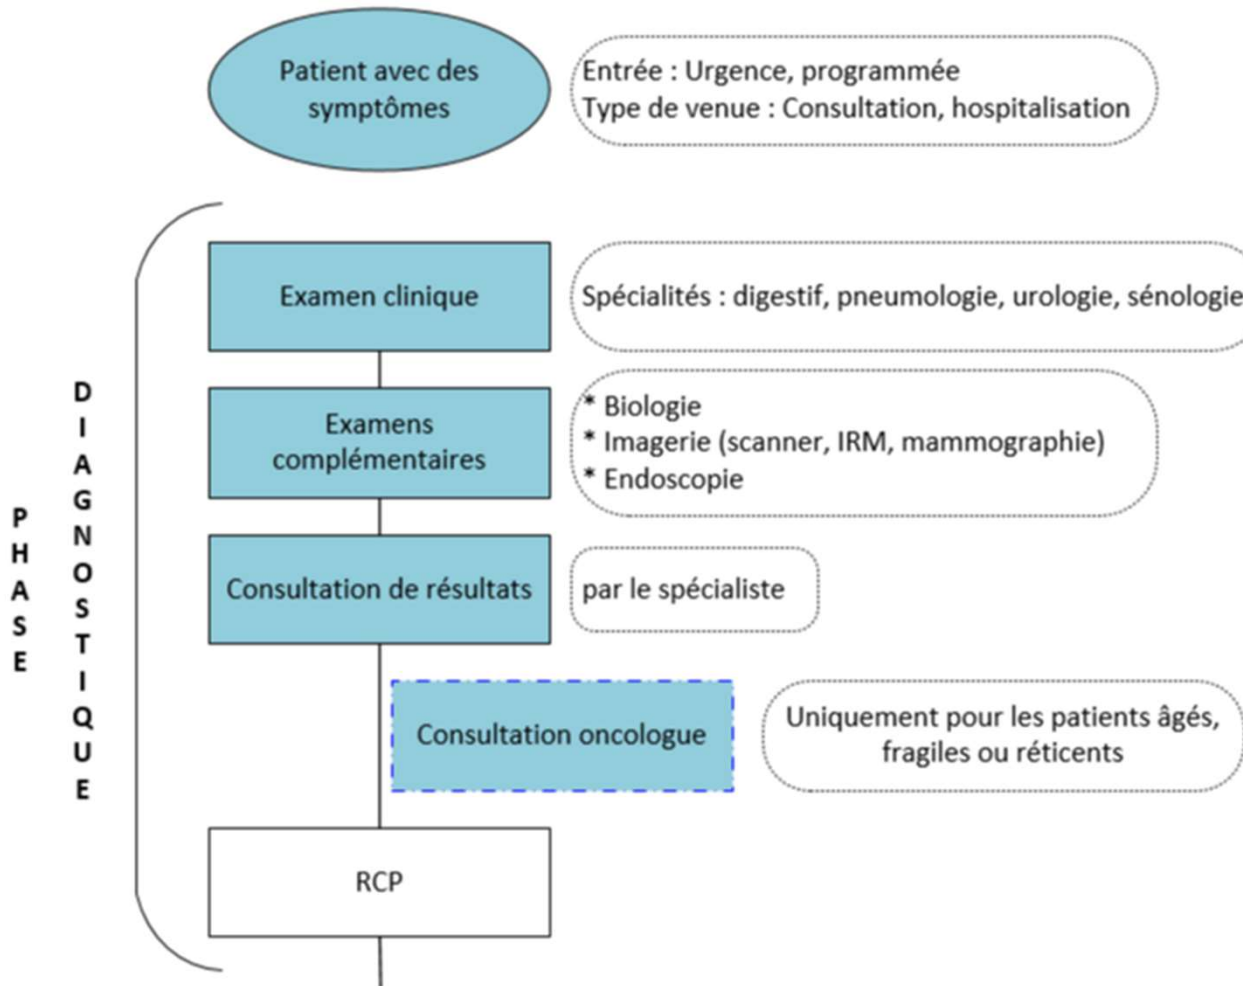 Patient avec des
symptômes
Entrée : Urgence, programmée
Type de venue : Consultation, hospitalisation
PHASE
DIAGNOSTIQUE
Examen clinique
Spécialités : digestif, pneumologie, urologie, sénologie
Examens
complémentaires
* Biologie
* Imagerie (scanner, IRM, mammographie)
* Endoscopie
Consultation de résultats
par le spécialiste
Consultation oncologue
Uniquement pour les patients âgés,
fragiles ou réticents
RCP